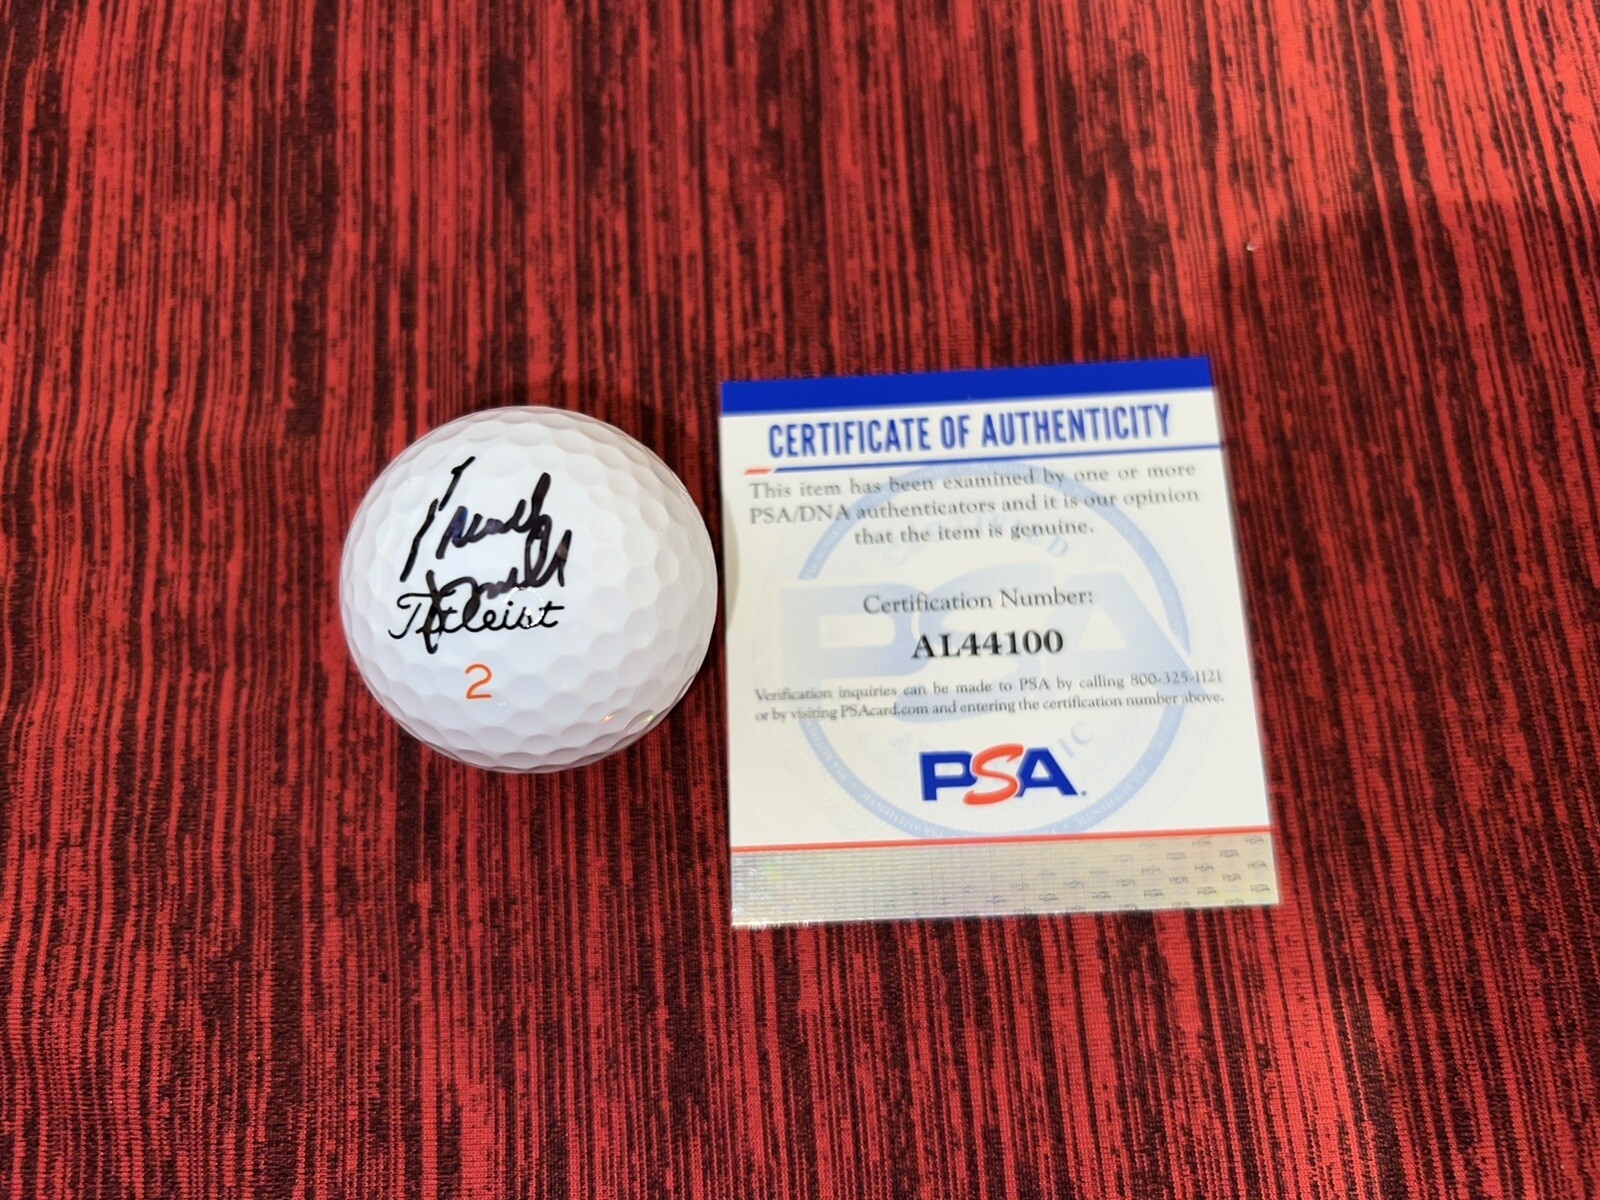 Titleist
2
CERTIFICATE OF AUTHENTICITY
This item has been examined by one or more
PSA/DNA authenticators and it is our opinion
that the item is genuine.
Certification Number:
AL44100
Verification inquiries can be made to PSA by calling 800-325-1121
or by visiting PSAcard.com and entering the certification number above.
PSA